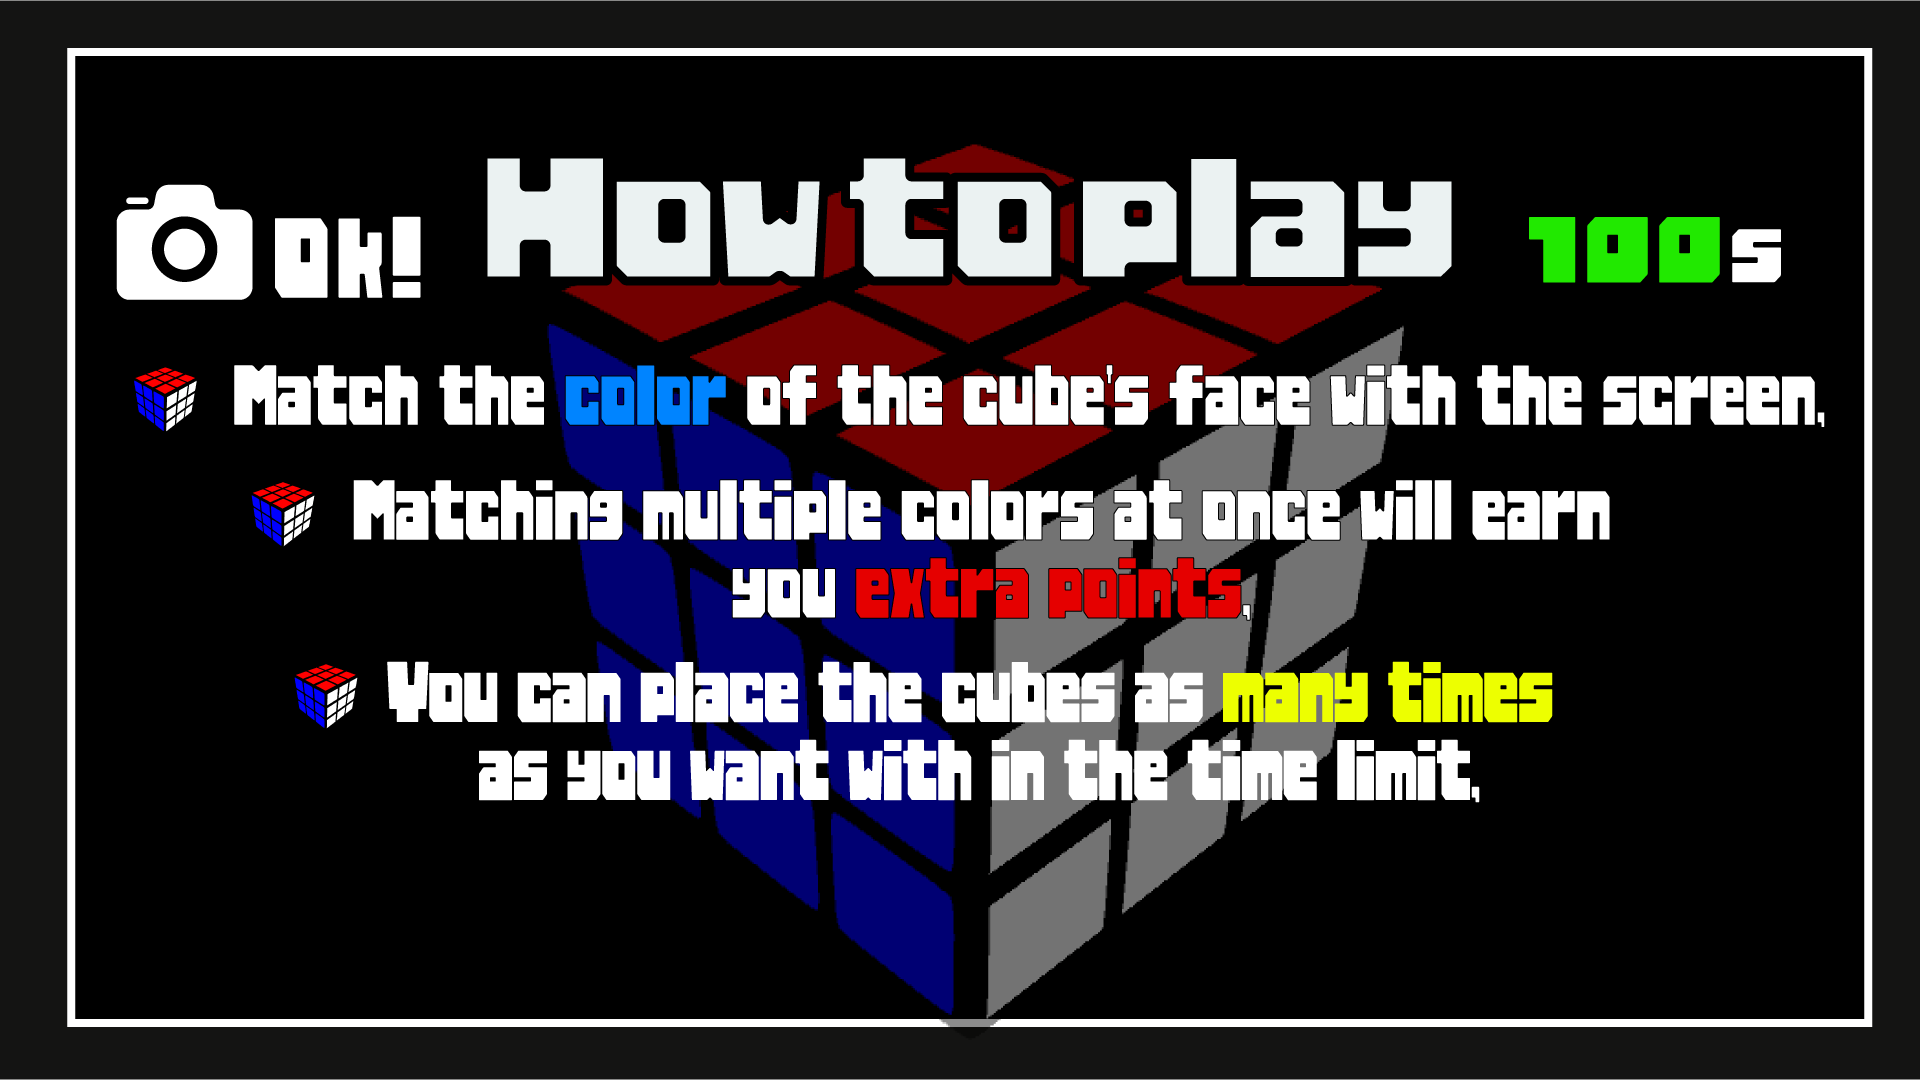 OK!
How to play
100s
Match the color of the cube's face with the screen,
Matching multiple colors at once will earn
you extra points,
You can place the cubes as many times
as you want with in the time limit,